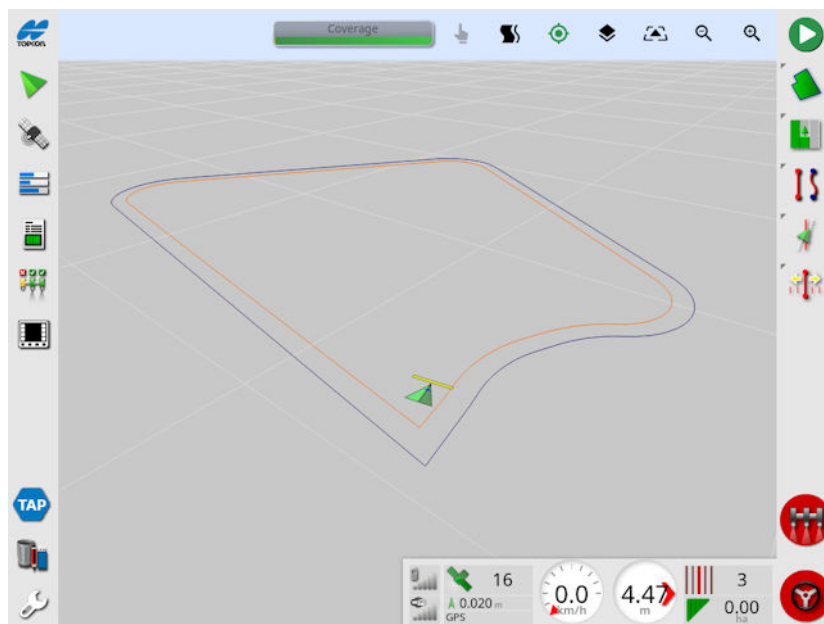 TOPCON
Coverage
TAP
16
0.020 m
GPS
0.0
km/h
4.47
m
3
0.00
ha